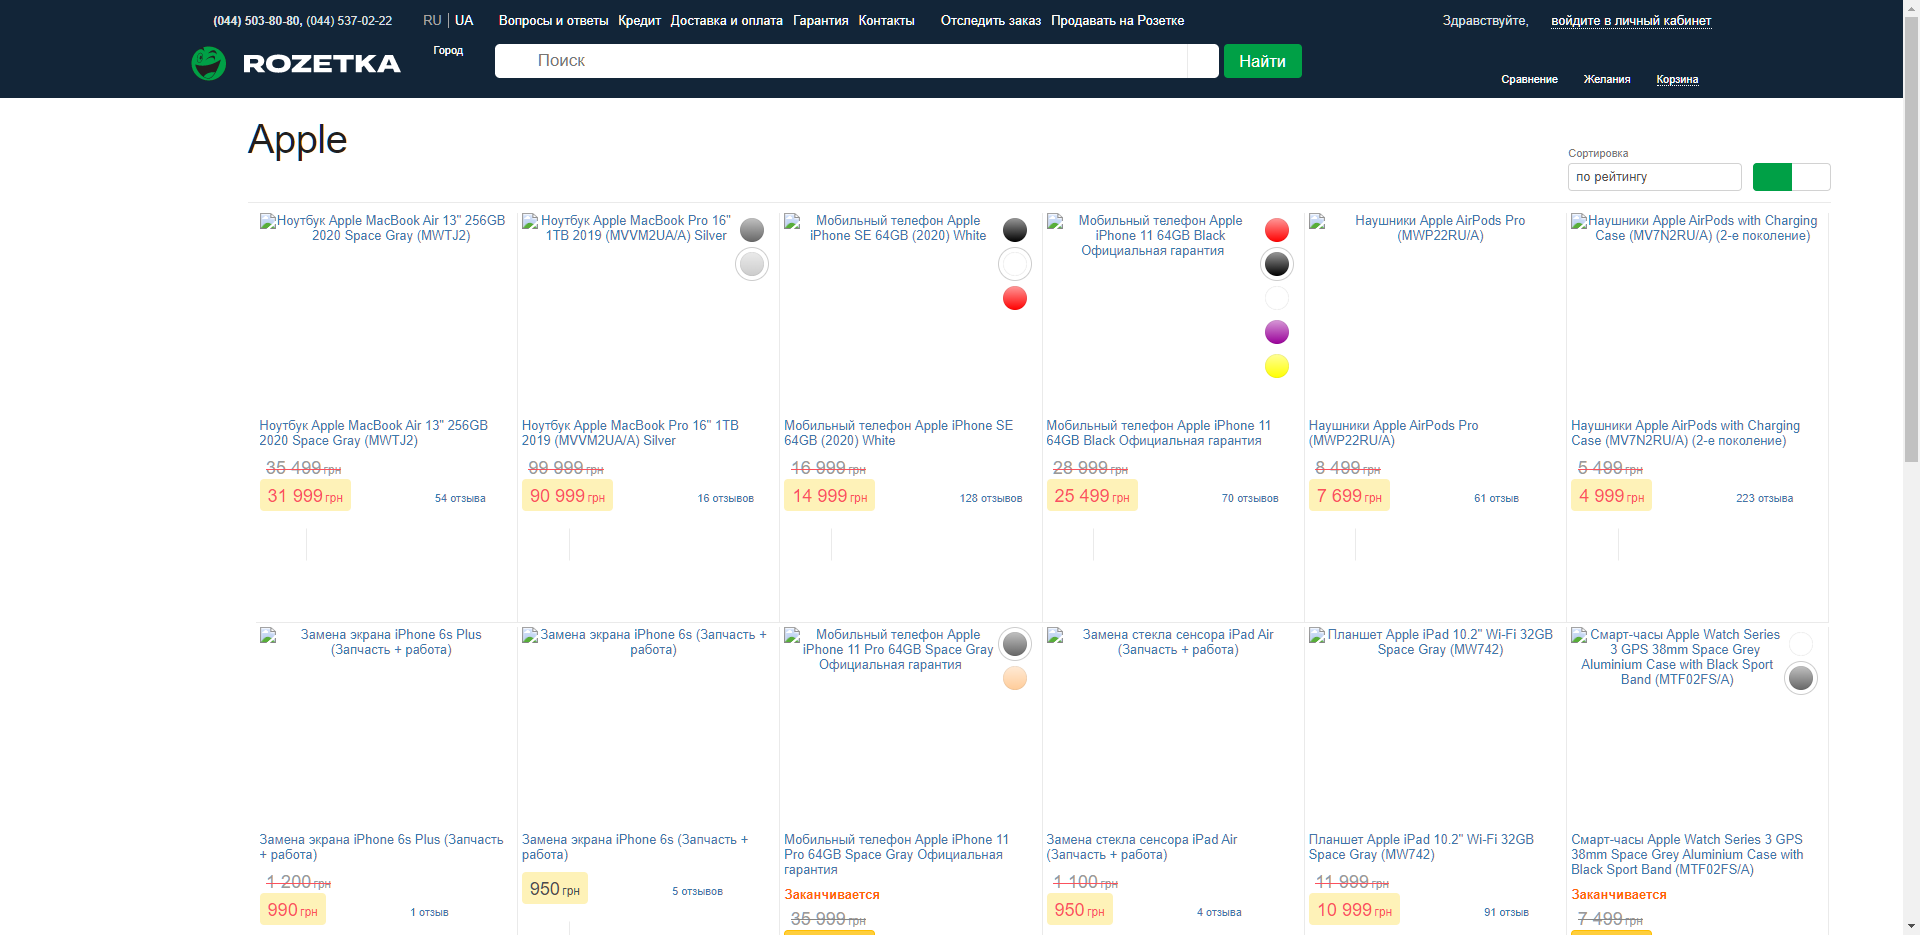 (044) 503-80-80, (044) 537-02-22 RU UA Вопросы и ответы Кредит Доставка и оплата Гарантия Контакты Отследить заказ Продавать на Розетке Здравствуйте, войдите в личный кабинет
ROZETKA Город Поиск Найти
Сравнение Желания Корзина
Apple
Сортировка
по рейтингу
Ноутбук Apple MacBook Air 13" 256GB
2020 Space Gray (MWTJ2)
Ноутбук Apple MacBook Pro 16"
1TB 2019 (MVVM2UA/A) Silver
Мобильный телефон Apple
iPhone SE 64GB (2020) White
Мобильный телефон Apple
iPhone 11 64GB Black
Официальная гарантия
Наушники Apple AirPods Pro
(MWP22RU/A)
Наушники Apple AirPods with Charging
Case (MV7N2RU/A) (2-е поколение)
Ноутбук Apple MacBook Air 13" 256GB
2020 Space Gray (MWTJ2)
35 499 грн
31 999 грн 54 отзыва
Ноутбук Apple MacBook Pro 16" 1TB
2019 (MVVM2UA/A) Silver
99 999 грн
90 999 грн 16 отзывов
Мобильный телефон Apple iPhone SE
64GB (2020) White
16 999 грн
14 999 грн 128 отзывов
Мобильный телефон Apple iPhone 11
64GB Black Официальная гарантия
28 999 грн
25 499 грн 70 отзывов
Наушники Apple AirPods Pro
(MWP22RU/A)
8 499 грн
7 699 грн 61 отзыв
Наушники Apple AirPods with Charging
Case (MV7N2RU/A) (2-е поколение)
5 499 грн
4 999 грн 223 отзыва
Замена экрана iPhone 6s Plus
(Запчасть + работа)
Замена экрана iPhone 6s (Запчасть +
работа)
Мобильный телефон Apple
iPhone 11 Pro 64GB Space Gray
Официальная гарантия
Замена стекла сенсора iPad Air
(Запчасть + работа)
Планшет Apple iPad 10.2" Wi-Fi 32GB
Space Gray (MW742)
Смарт-часы Apple Watch Series
3 GPS 38mm Space Grey
Aluminium Case with Black Sport
Band (MTF02FS/A)
Замена экрана iPhone 6s Plus (Запчасть
+ работа)
1 200 грн
990 грн 1 отзыв
Замена экрана iPhone 6s (Запчасть +
работа)
950 грн 5 отзывов
Мобильный телефон Apple iPhone 11
Pro 64GB Space Gray Официальная
гарантия
Заканчивается
35 999 грн
Замена стекла сенсора iPad Air
(Запчасть + работа)
1 100 грн
950 грн 4 отзыва
Планшет Apple iPad 10.2" Wi-Fi 32GB
Space Gray (MW742)
11 999 грн
10 999 грн 91 отзыв
Смарт-часы Apple Watch Series 3 GPS
38mm Space Grey Aluminium Case with
Black Sport Band (MTF02FS/A)
Заканчивается
7 499 грн